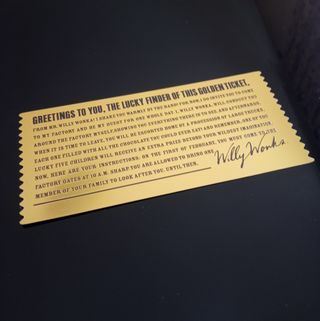 GREETINGS TO YOU, THE LUCKY FINDER OF THIS GOLDEN TICKET,
FROM MR. WILLY WONKA! I SHAKE YOU WARMLY BY THE HAND! FOR NOW I DO INVITE YOU TO COME
TO MY FACTORY AND BE MY GUEST FOR ONE WHOLE DAY. I, WILLY WONKA, WILL CONDUCT YOU
AROUND THE FACTORY MYSELF, SHOWING YOU EVERYTHING THERE IS TO SEE, AND AFTERWARDS,
WHEN IT IS TIME TO LEAVE, YOU WILL BE ESCORTED HOME BY A PROCESSION OF LARGE TRUCKS,
EACH ONE FILLED WITH ALL THE CHOCOLATE YOU COULD EVER EAT! AND REMEMBER, ONE OF YOU
LUCKY FIVE CHILDREN WILL RECEIVE AN EXTRA PRIZE BEYOND YOUR WILDEST IMAGINATION.
NOW, HERE ARE YOUR INSTRUCTIONS: ON THE FIRST OF FEBRUARY, YOU MUST COME TO THE
FACTORY GATES AT 10 A.M. SHARP. YOU ARE ALLOWED TO BRING ONE
MEMBER OF YOUR FAMILY TO LOOK AFTER YOU. UNTIL THEN,
Willy Wonka